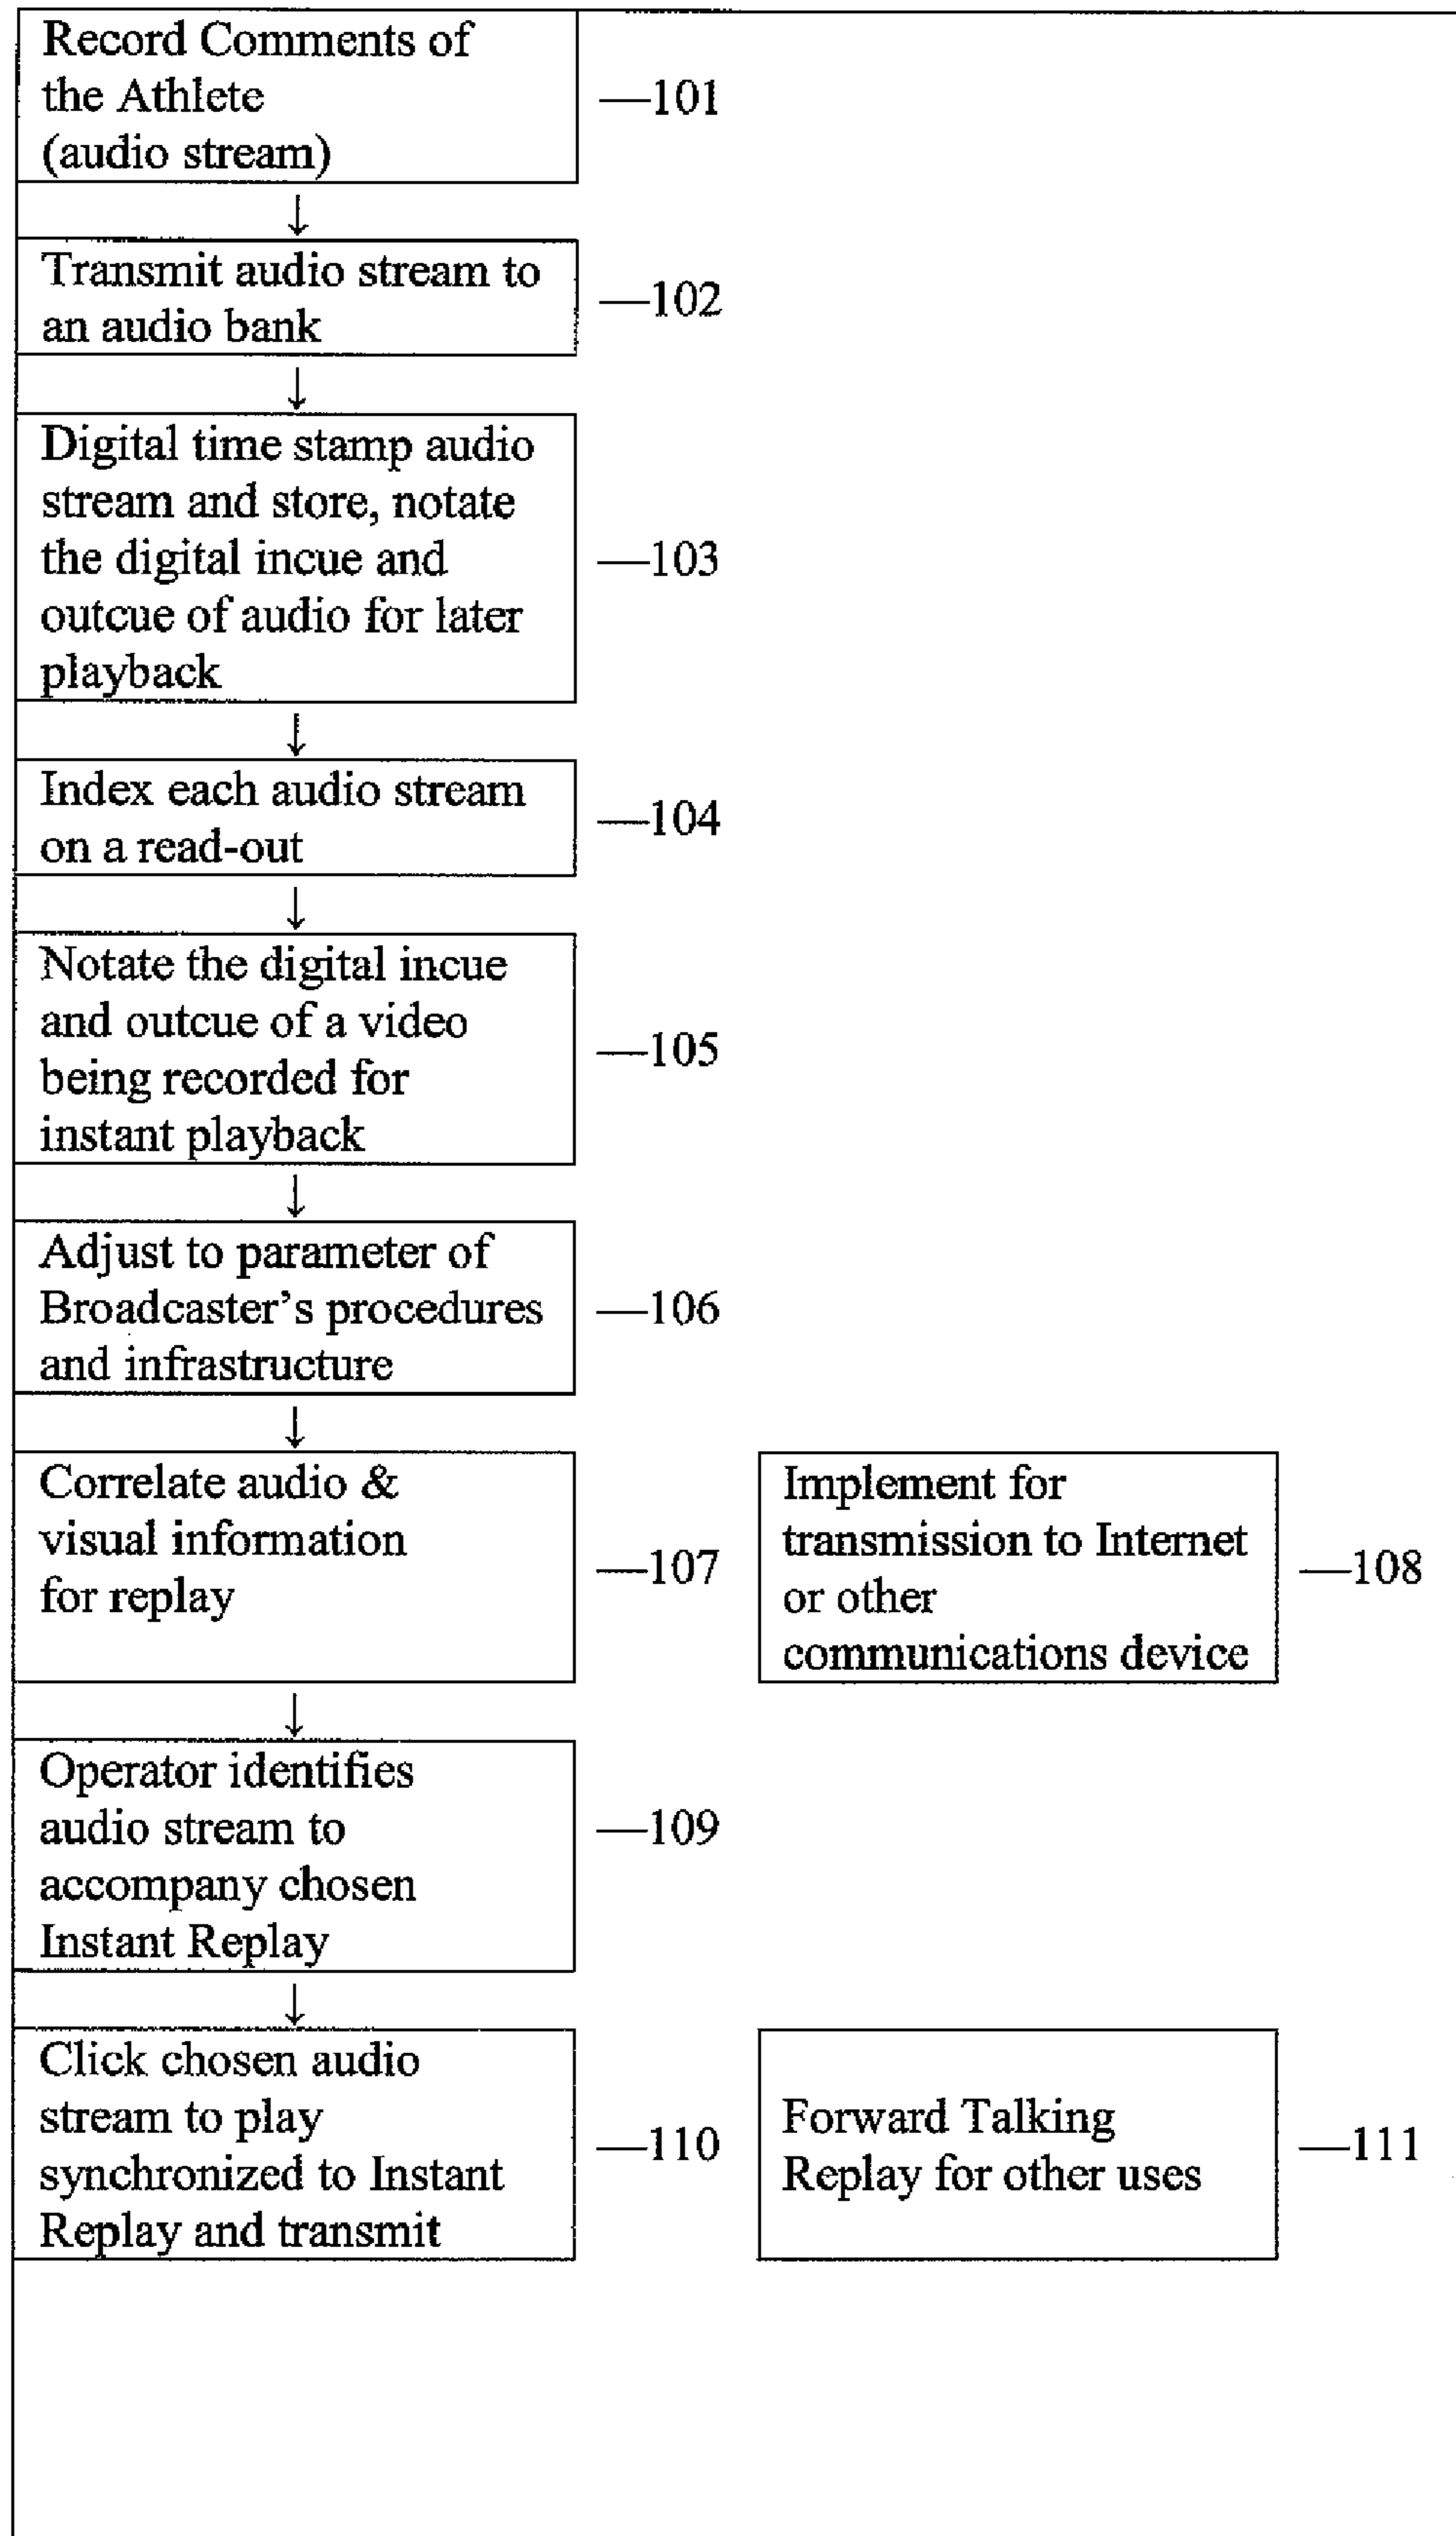 Record Comments of
the Athlete
(audio stream)
—101
Transmit audio stream to
an audio bank
—102
Digital time stamp audio
stream and store, notate
the digital incue and
outcue of audio for later
playback
—103
Index each audio stream
on a read-out
—104
Notate the digital incue
and outcue of a video
being recorded for
instant playback
—105
Adjust to parameter of
Broadcaster's procedures
and infrastructure
—106
Correlate audio &
visual information
for replay
—107
Implement for
transmission to Internet
or other
communications device
—108
Operator identifies
audio stream to
accompany chosen
Instant Replay
—109
Click chosen audio
stream to play
synchronized to Instant
Replay and transmit
—110
Forward Talking
Replay for other uses
—111